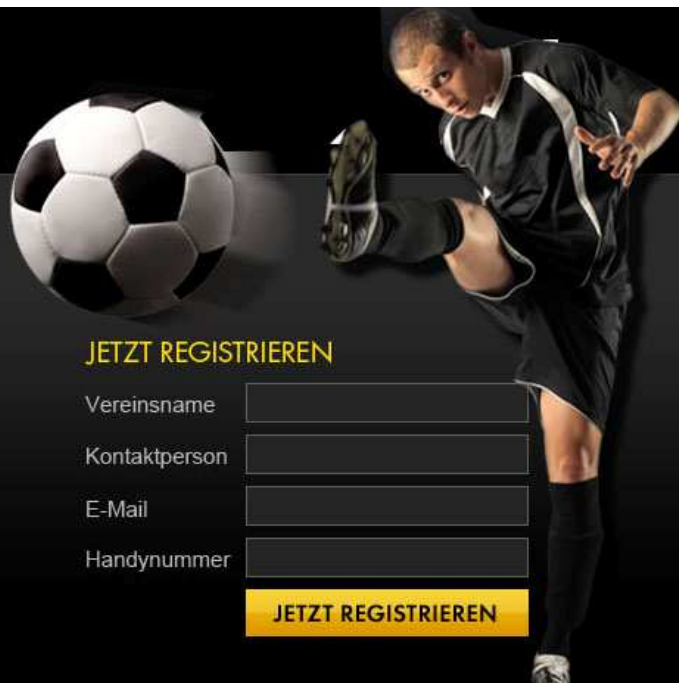 JETZT REGISTRIEREN
Vereinsname
Kontaktperson
E-Mail
Handynummer
JETZT REGISTRIEREN